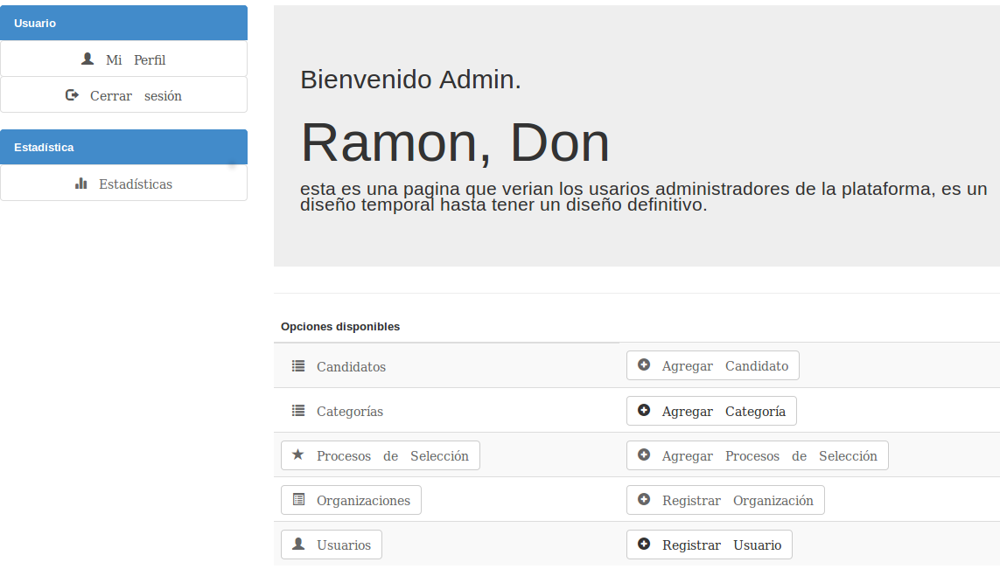 Usuario
Mi Perfil
Cerrar sesión
Estadística
Estadísticas
Bienvenido Admin.
Ramon, Don
esta es una pagina que verian los usarios administradores de la plataforma, es un
diseño temporal hasta tener un diseño definitivo.
Opciones disponibles
Candidatos Agregar Candidato
Categorías Agregar Categoría
Procesos de Selección Agregar Procesos de Selección
Organizaciones Registrar Organización
Usuarios Registrar Usuario